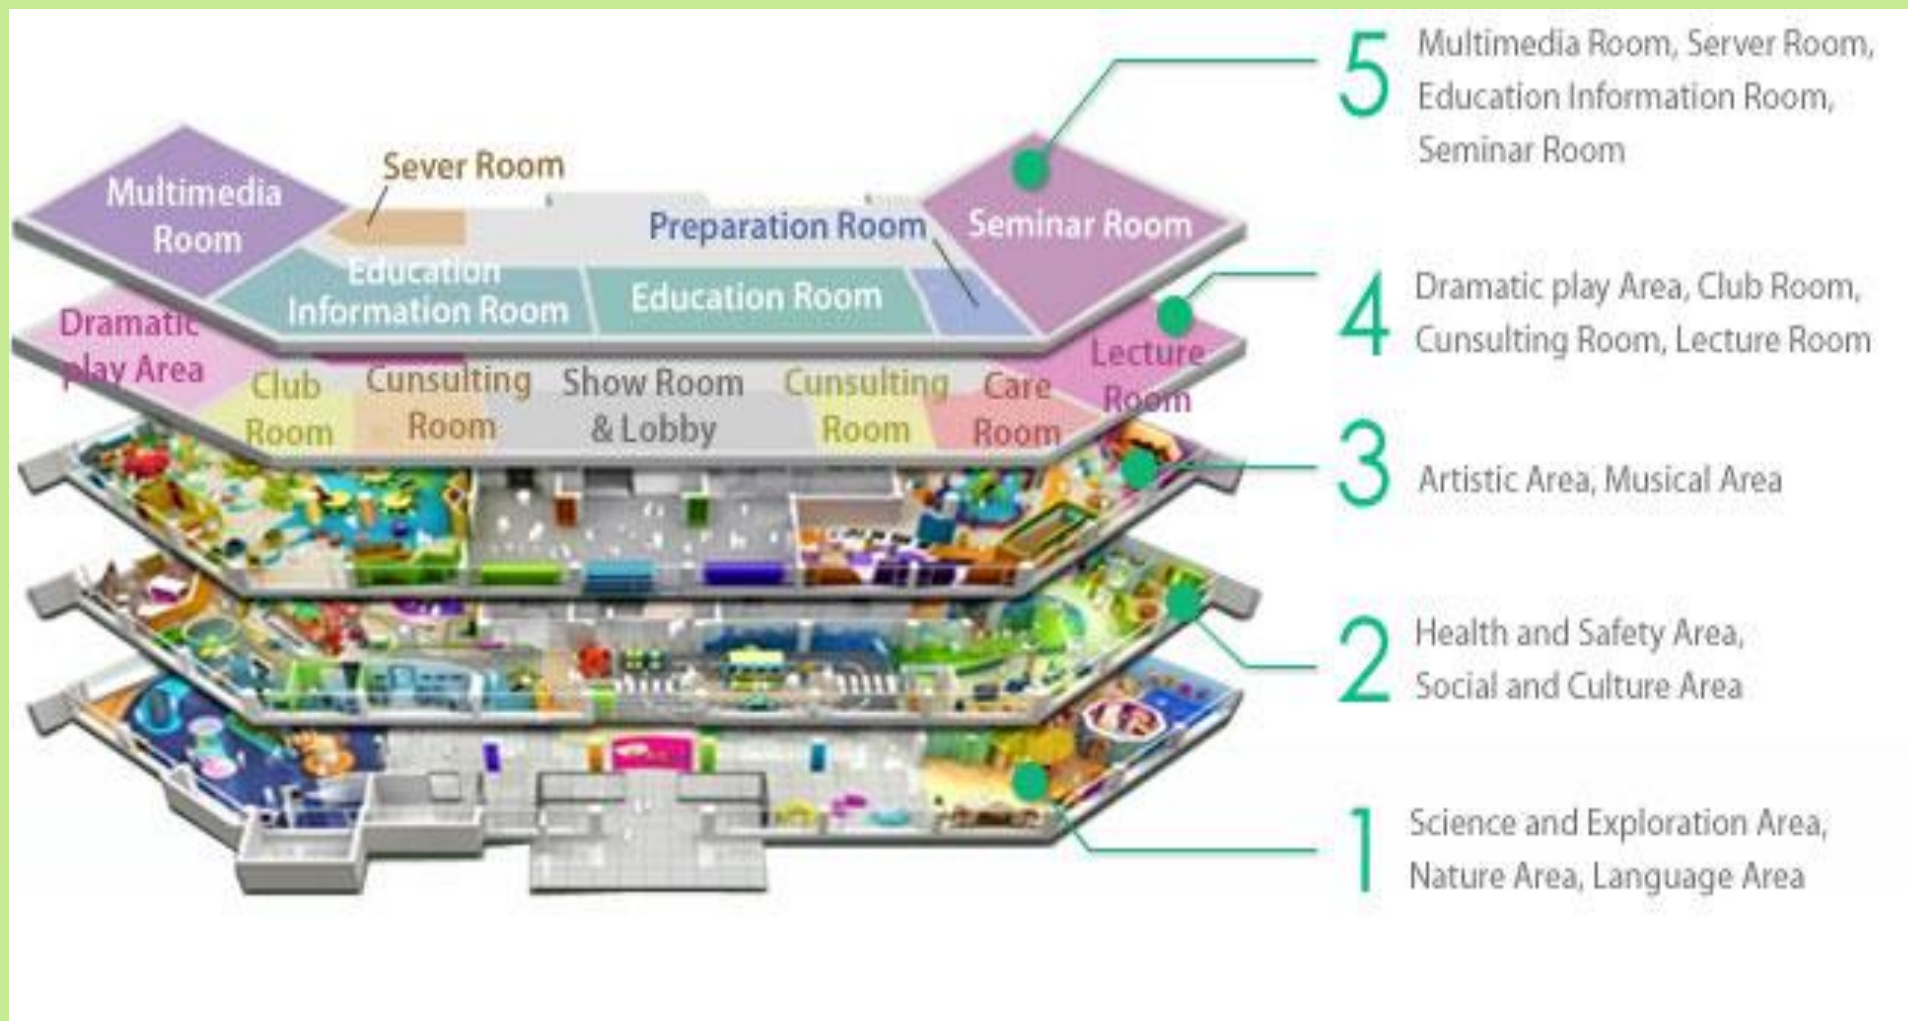 Multimedia
Room
Sever Room
Preparation Room
Seminar Room
Education
Information Room
Education Room
Dramatic
play Area
Club
Room
Cunsulting
Room
Show Room
& Lobby
Cunsulting
Room
Care
Room
Lecture
Room
5
Multimedia Room, Server Room,
Education Information Room,
Seminar Room
4
Dramatic play Area, Club Room,
Cunsulting Room, Lecture Room
3
Artistic Area, Musical Area
2
Health and Safety Area,
Social and Culture Area
1
Science and Exploration Area,
Nature Area, Language Area